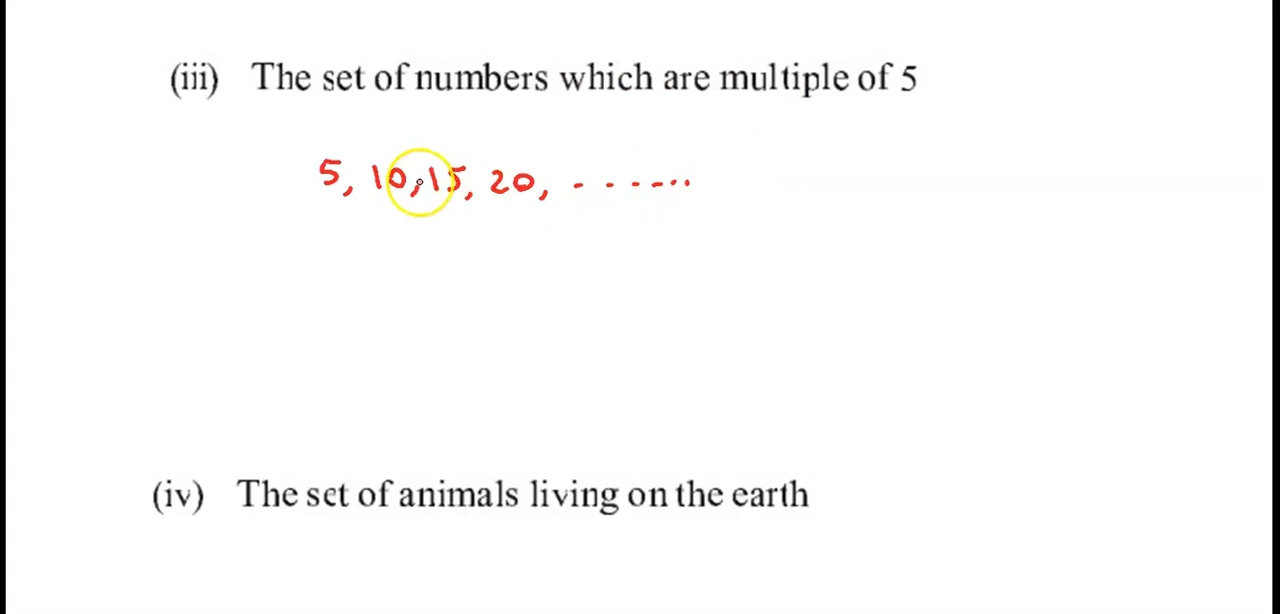 (iii) The set of numbers which are multiple of 5
5, 10, 15, 20, - - - - - ··
(iv) The set of animals living on the earth